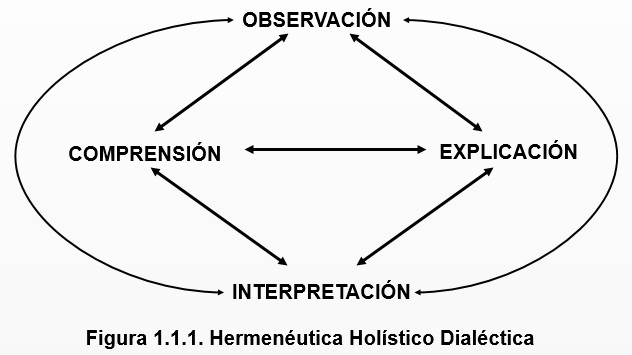 OBSERVACIÓN
COMPRENSIÓN
EXPLICACIÓN
INTERPRETACIÓN
Figura 1.1.1. Hermenéutica Holístico Dialéctica